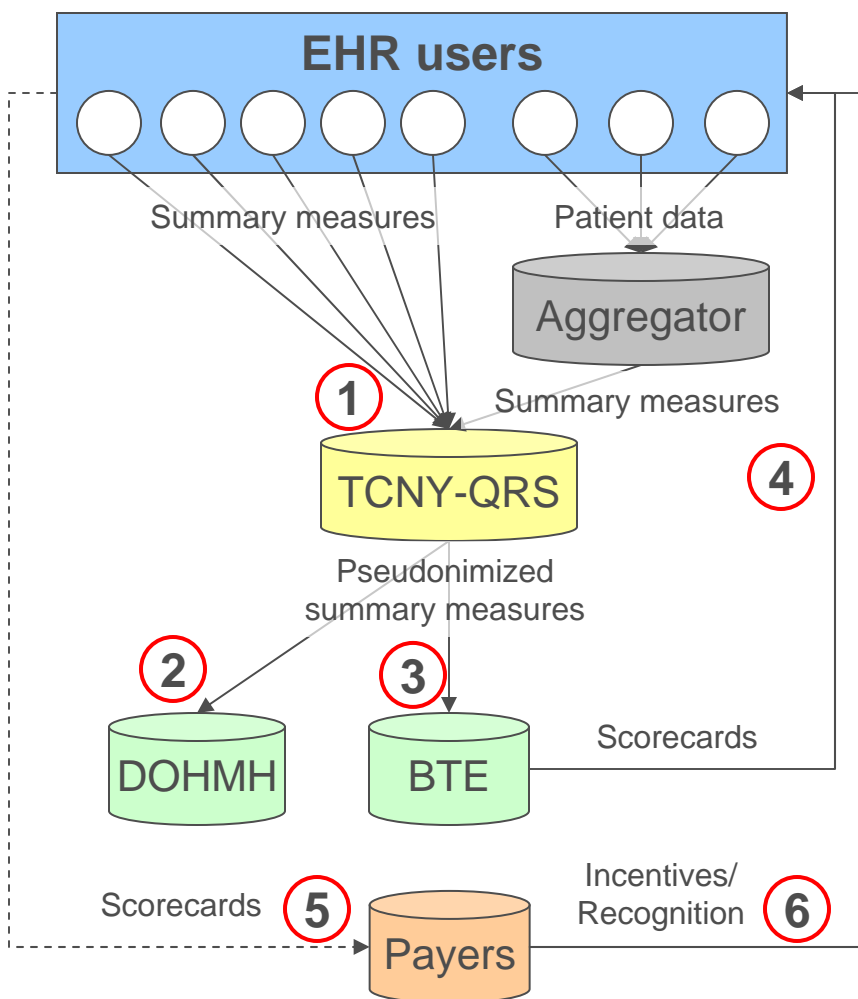 EHR users
Summary measures
Patient data
Aggregator
1
Summary measures
4
TCNY-QRS
Pseudonimized
summary measures
2
3
DOHMH
BTE
Scorecards
Scorecards
5
Payers
Incentives/
Recognition
6